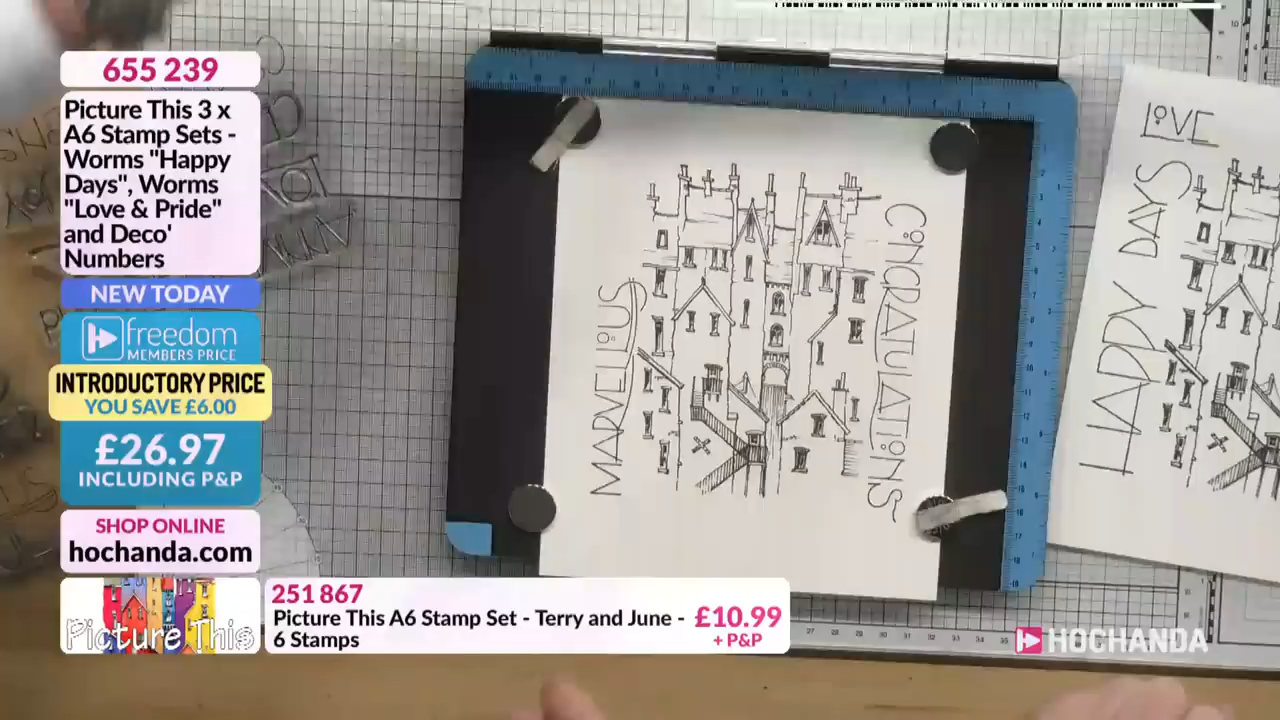 655 239
Picture This 3 x
A6 Stamp Sets -
Worms "Happy
Days", Worms
"Love & Pride"
and Deco'
Numbers
NEW TODAY
freedom
MEMBERS PRICE
INTRODUCTORY PRICE
YOU SAVE £6.00
£26.97
INCLUDING P&P
SHOP ONLINE
hochanda.com
Picture This
251 867
Picture This A6 Stamp Set - Terry and June -
6 Stamps
£10.99
+ P&P
MARVELLOUS
CONGRATULATIONS
LOVE
HAPPY DAYS
HOCHANDA